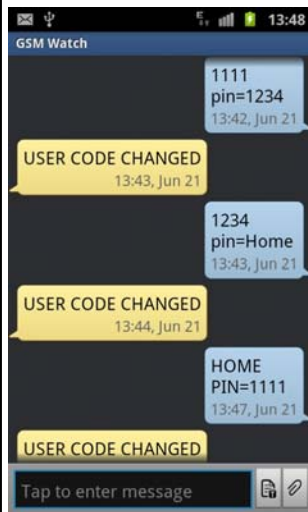 13:48
GSM Watch
1111
pin=1234
13:42, Jun 21
USER CODE CHANGED
13:43, Jun 21
1234
pin=Home
13:43, Jun 21
USER CODE CHANGED
13:44, Jun 21
HOME
PIN=1111
13:47, Jun 21
USER CODE CHANGED
Tap to enter message